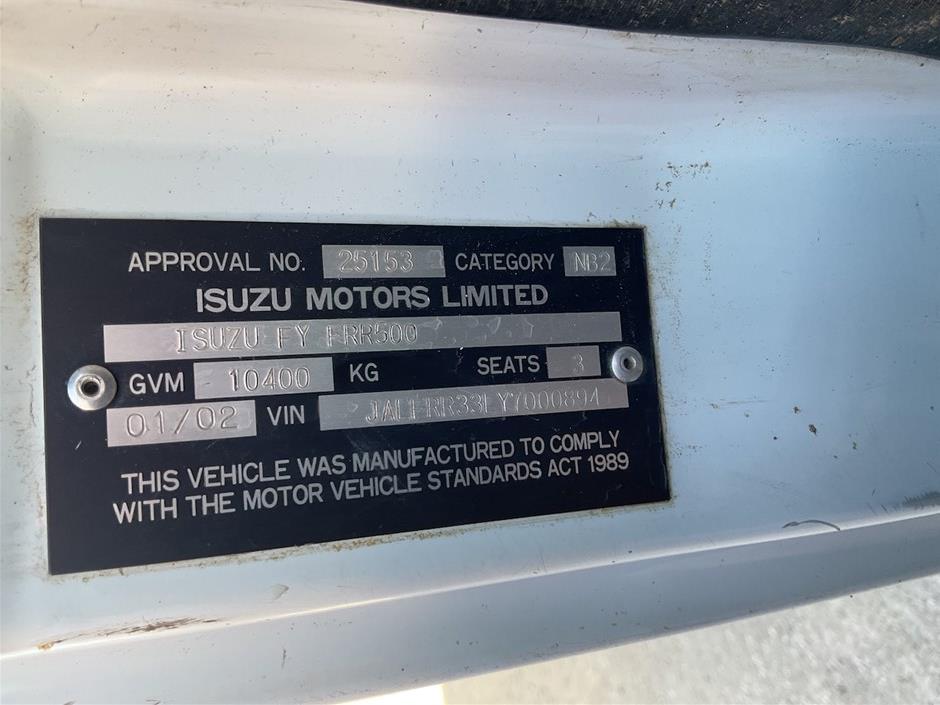 APPROVAL NO. 25153 CATEGORY NB2
ISUZU MOTORS LIMITED
ISUZU FY FRR500
GVM 10400 KG SEATS 3
01/02 VIN JALFRR33LY7000894
THIS VEHICLE WAS MANUFACTURED TO COMPLY
WITH THE MOTOR VEHICLE STANDARDS ACT 1989